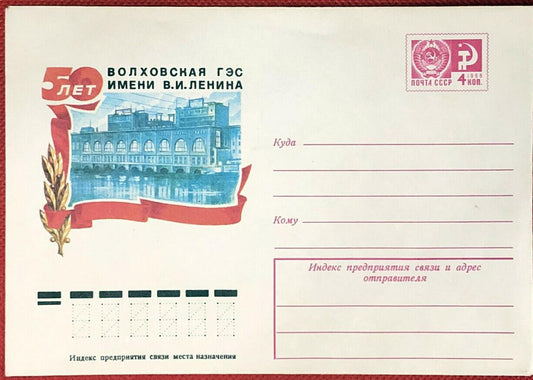 50
ЛЕТ
ВОЛХОВСКАЯ ГЭС
ИМЕНИ В.И.ЛЕНИНА
1966
ПОЧТА СССР 4 КОП.
Куда
Кому
Индекс предприятия связи и адрес
отправителя
Индекс предприятия связи места назначения